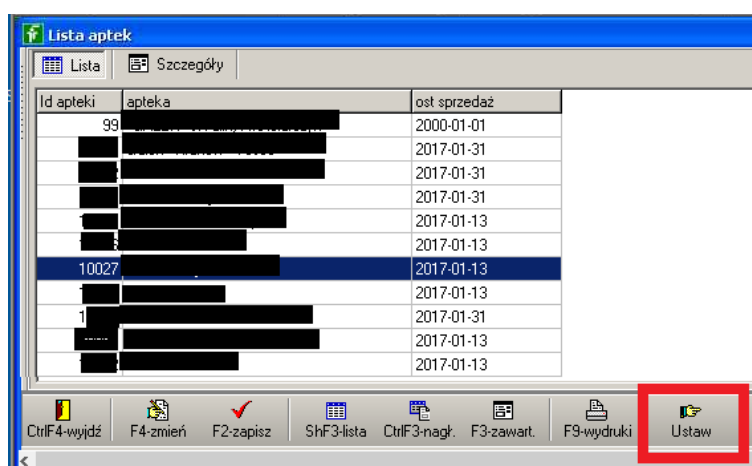 Lista aptek
Lista Szczegóły
Id apteki apteka ost sprzedaż
99 2000-01-01
2017-01-31
2017-01-31
2017-01-31
2017-01-13
2017-01-13
10027 2017-01-13
2017-01-13
1 2017-01-31
2017-01-13
2017-01-13
CtrlF4-wyjdź F4-zmień F2-zapisz ShF3-lista CtrlF3-nagł. F3-zawart. F9-wydruki Ustaw